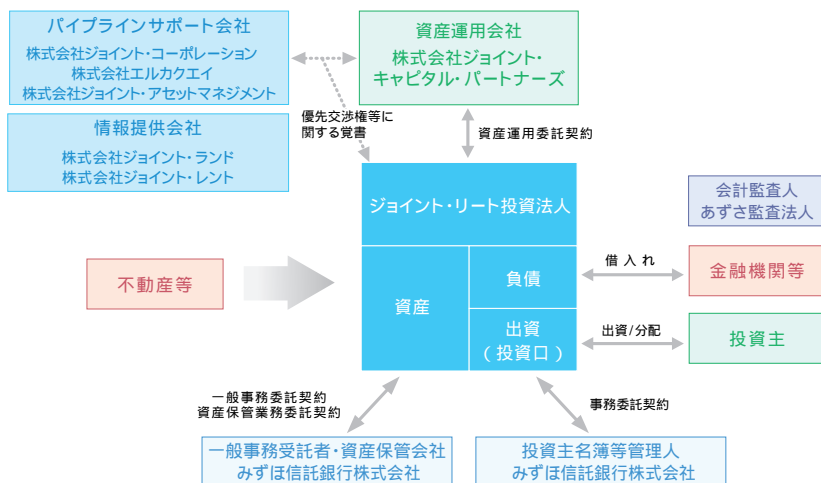 パイプラインサポート会社
株式会社ジョイント・コーポレーション
株式会社エルカクエイ
株式会社ジョイント・アセットマネジメント
資産運用会社
株式会社ジョイント・
キャピタル・パートナーズ
情報提供会社
株式会社ジョイント・ランド
株式会社ジョイント・レント
優先交渉権等に
関する覚書
資産運用委託契約
ジョイント・リート投資法人
会計監査人
あずさ監査法人
不動産等
資産
負債
出資
(投資口)
借入れ
金融機関等
出資/分配
投資主
一般事務委託契約
資産保管業務委託契約
事務委託契約
一般事務受託者・資産保管会社
みずほ信託銀行株式会社
投資主名簿等管理人
みずほ信託銀行株式会社